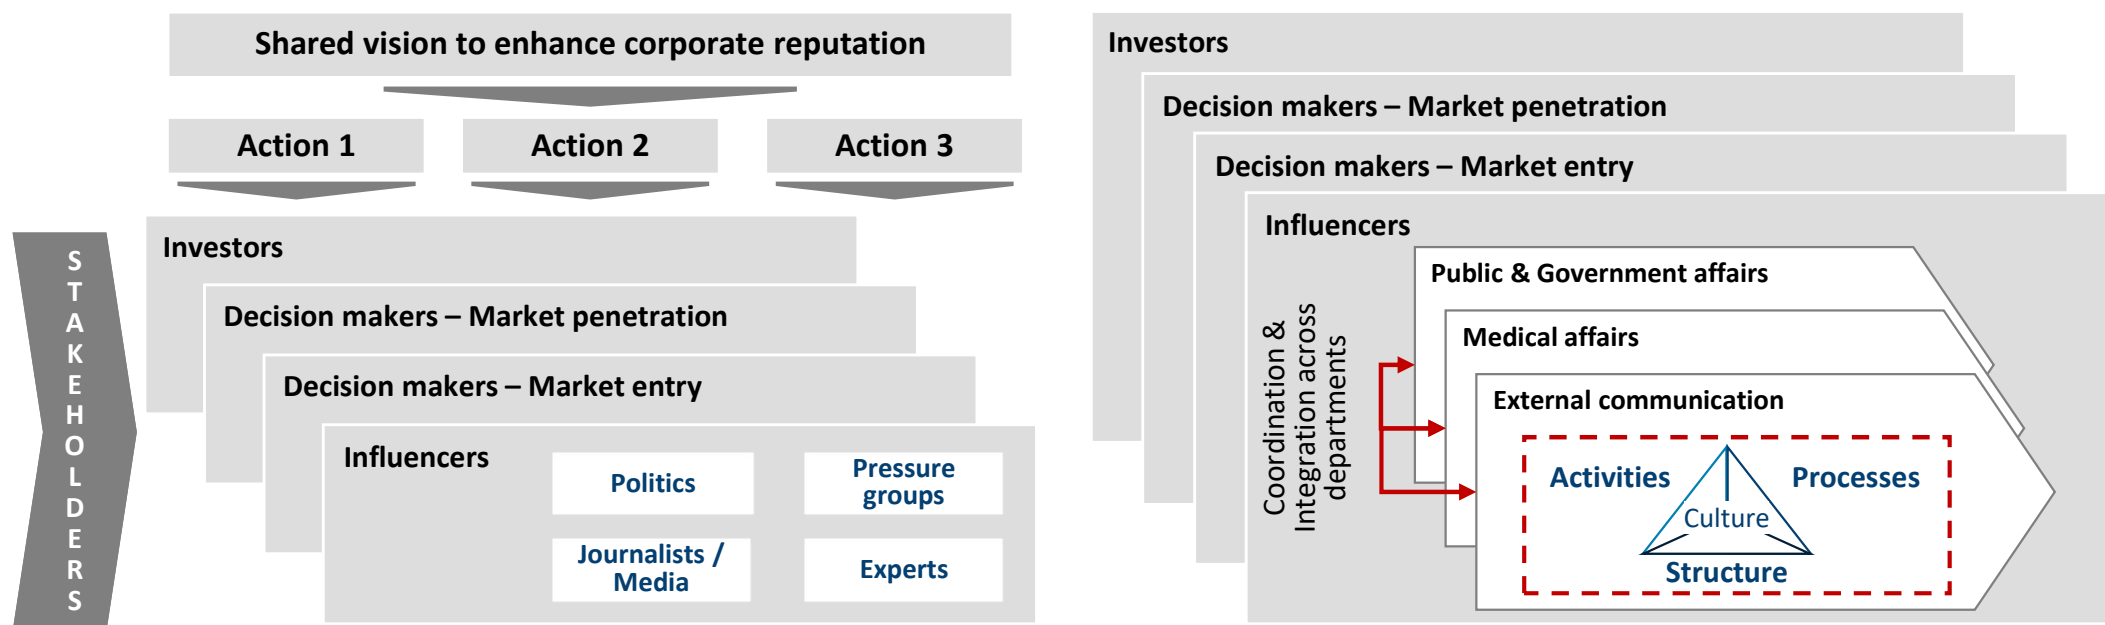 Shared vision to enhance corporate reputation
Action 1
Action 2
Action 3
STAKEHOLDERS
Investors
Decision makers – Market penetration
Decision makers – Market entry
Influencers
Politics
Pressure
groups
Journalists /
Media
Experts
Investors
Decision makers – Market penetration
Decision makers – Market entry
Influencers
Coordination &
Integration across
departments
Public & Government affairs
Medical affairs
External communication
Activities
Processes
Culture
Structure